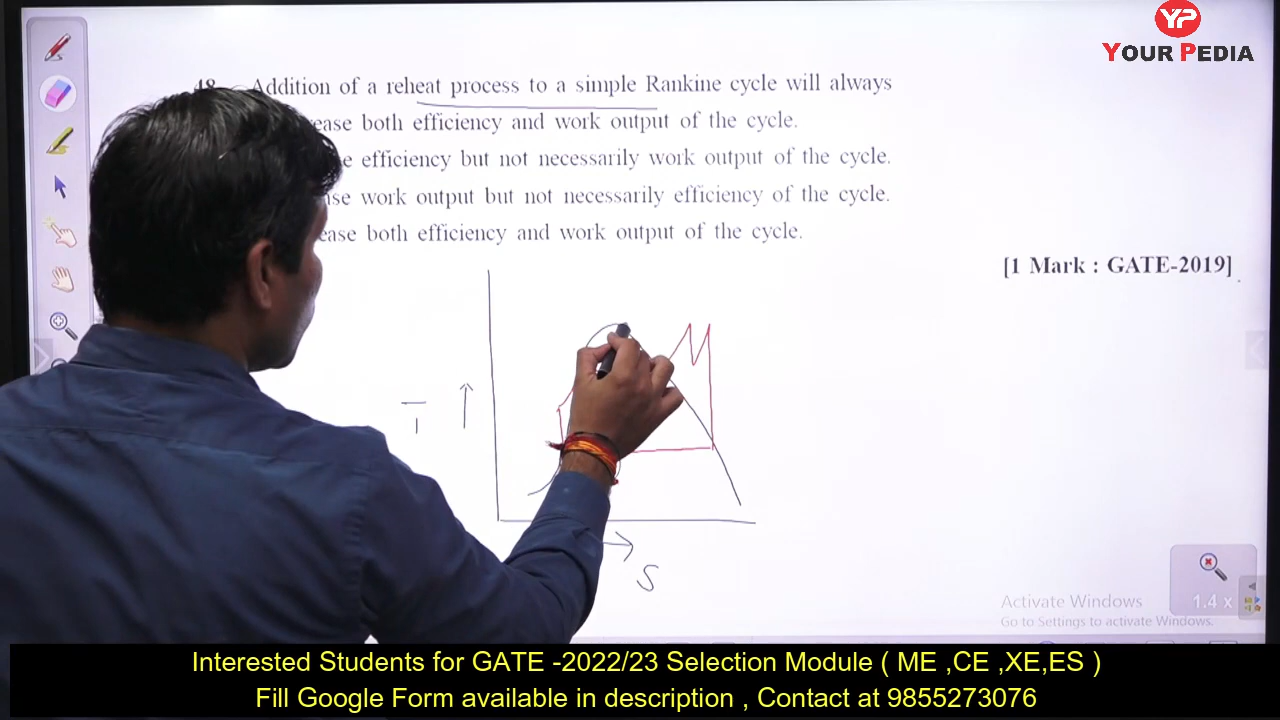 YP
YOUR PEDIA
48. Addition of a reheat process to a simple Rankine cycle will always
both efficiency and work output of the cycle.
efficiency but not necessarily work output of the cycle.
work output but not necessarily efficiency of the cycle.
both efficiency and work output of the cycle.
[1 Mark : GATE-2019]
T
S
1.4 x
Activate Windows
Go to Settings to activate Windows.
Interested Students for GATE -2022/23 Selection Module ( ME ,CE ,XE,ES )
Fill Google Form available in description , Contact at 9855273076